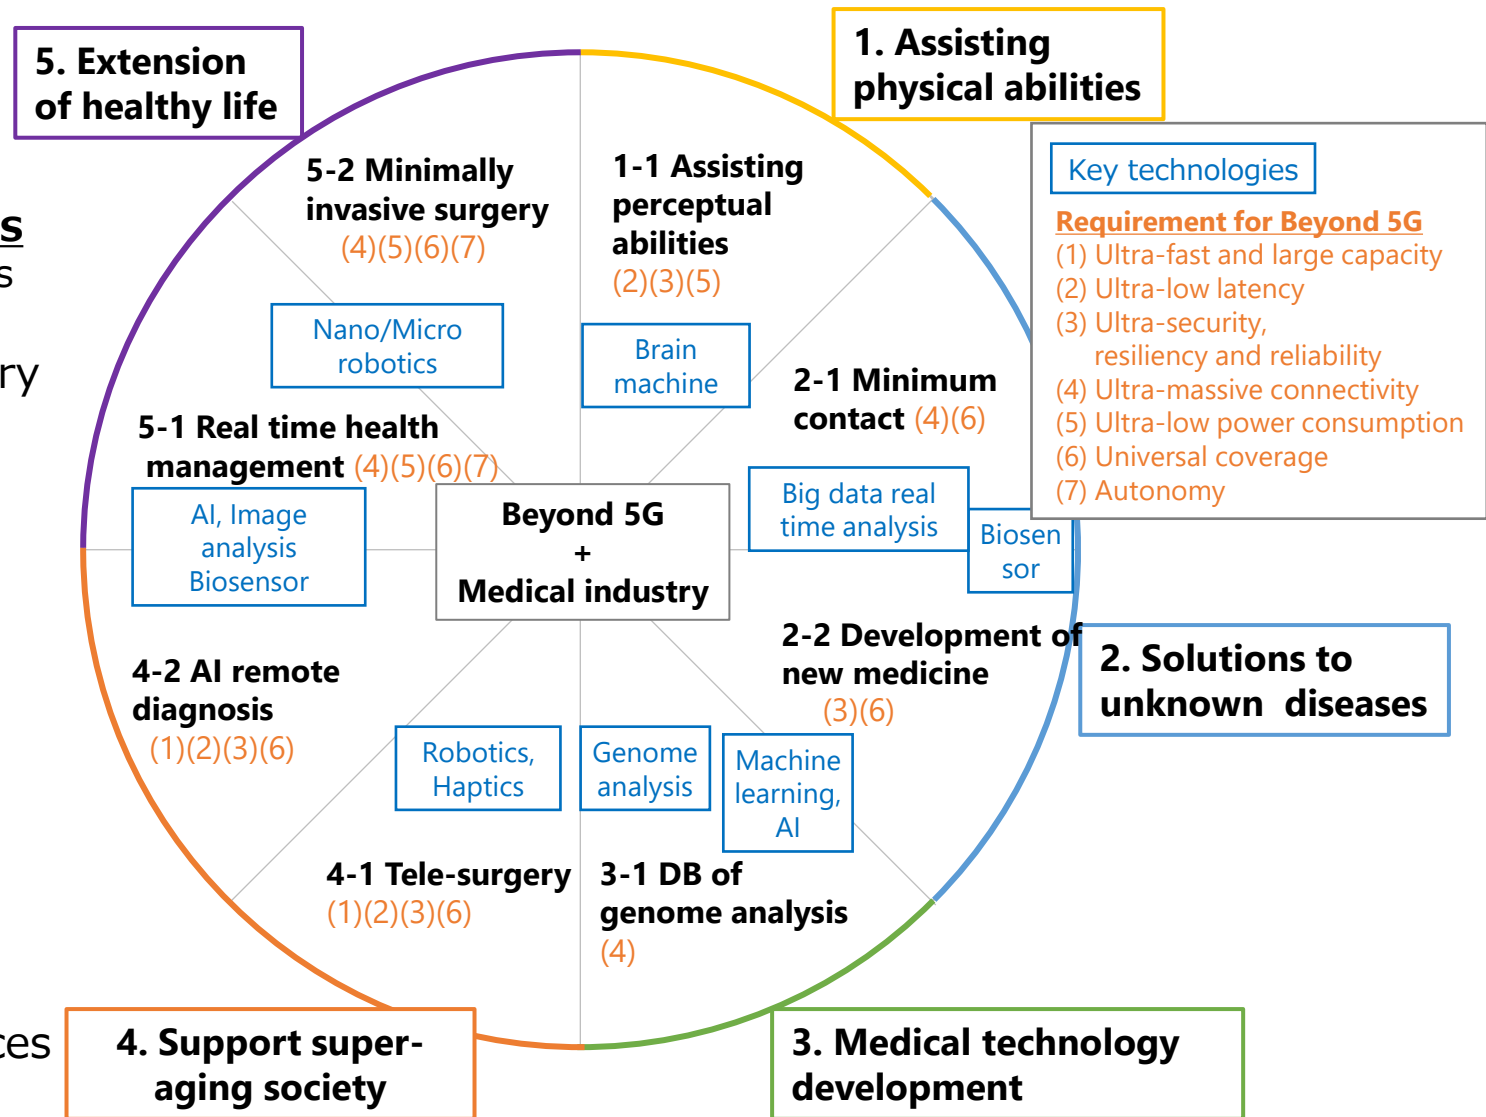 5. Extension
of healthy life
1. Assisting
physical abilities
Key technologies
Requirement for Beyond 5G
(1) Ultra-fast and large capacity
(2) Ultra-low latency
(3) Ultra-security,
resiliency and reliability
(4) Ultra-massive connectivity
(5) Ultra-low power consumption
(6) Universal coverage
(7) Autonomy
s
s
ry
5-2 Minimally
invasive surgery
(4)(5)(6)(7)
1-1 Assisting
perceptual
abilities
(2)(3)(5)
Nano/Micro
robotics
Brain
machine
2-1 Minimum
contact (4)(6)
5-1 Real time health
management (4)(5)(6)(7)
AI, Image
analysis
Biosensor
Beyond 5G
+
Medical industry
Big data real
time analysis
Biosen
sor
4-2 AI remote
diagnosis
(1)(2)(3)(6)
2-2 Development of
new medicine
(3)(6)
2. Solutions to
unknown diseases
Robotics,
Haptics
Genome
analysis
Machine
learning,
AI
4-1 Tele-surgery
(1)(2)(3)(6)
3-1 DB of
genome analysis
(4)
ces
4. Support super-
aging society
3. Medical technology
development